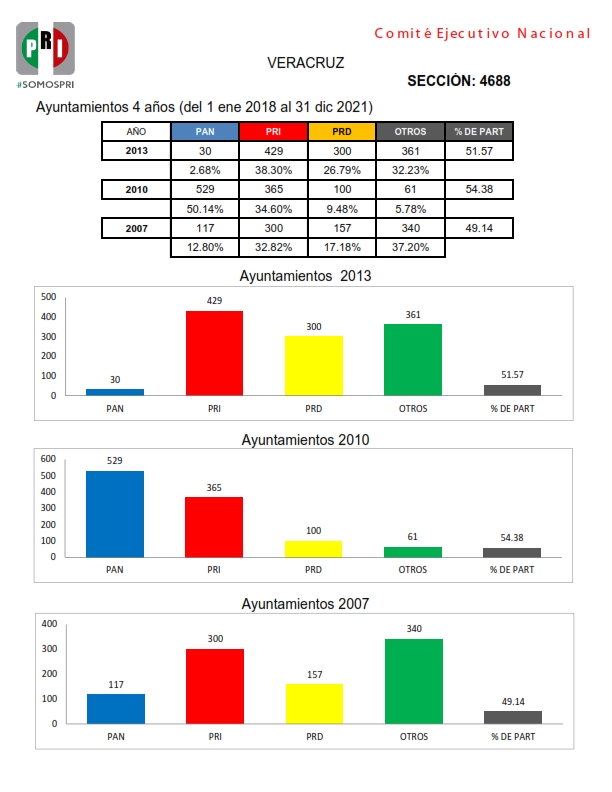 Comité Ejecutivo Nacional
PRI
#SOMOSPRI
VERACRUZ
SECCIÓN: 4688
Ayuntamientos 4 años (del 1 ene 2018 al 31 dic 2021)
AÑO PAN PRI PRD OTROS % DE PART
2013 30 429 300 361 51.57
2.68% 38.30% 26.79% 32.23%
2010 529 365 100 61 54.38
50.14% 34.60% 9.48% 5.78%
2007 117 300 157 340 49.14
12.80% 32.82% 17.18% 37.20%
Ayuntamientos 2013
500
400
300
200
100
0
30 429 300 361 51.57
PAN PRI PRD OTROS % DE PART
Ayuntamientos 2010
600
500
400
300
200
100
0
529 365 100 61 54.38
PAN PRI PRD OTROS % DE PART
Ayuntamientos 2007
400
300
200
100
0
117 300 157 340 49.14
PAN PRI PRD OTROS % DE PART